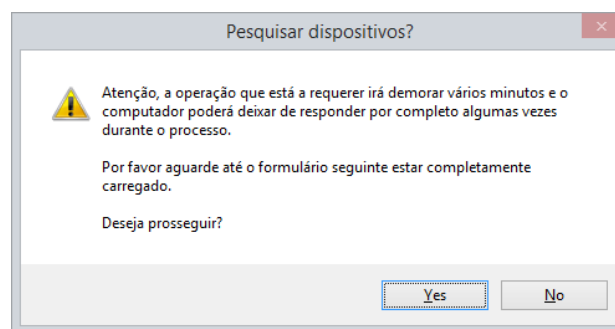 Pesquisar dispositivos?
Atenção, a operação que está a requerer irá demorar vários minutos e o
computador poderá deixar de responder por completo algumas vezes
durante o processo.
Por favor aguarde até o formulário seguinte estar completamente
carregado.
Deseja prosseguir?
Yes
No